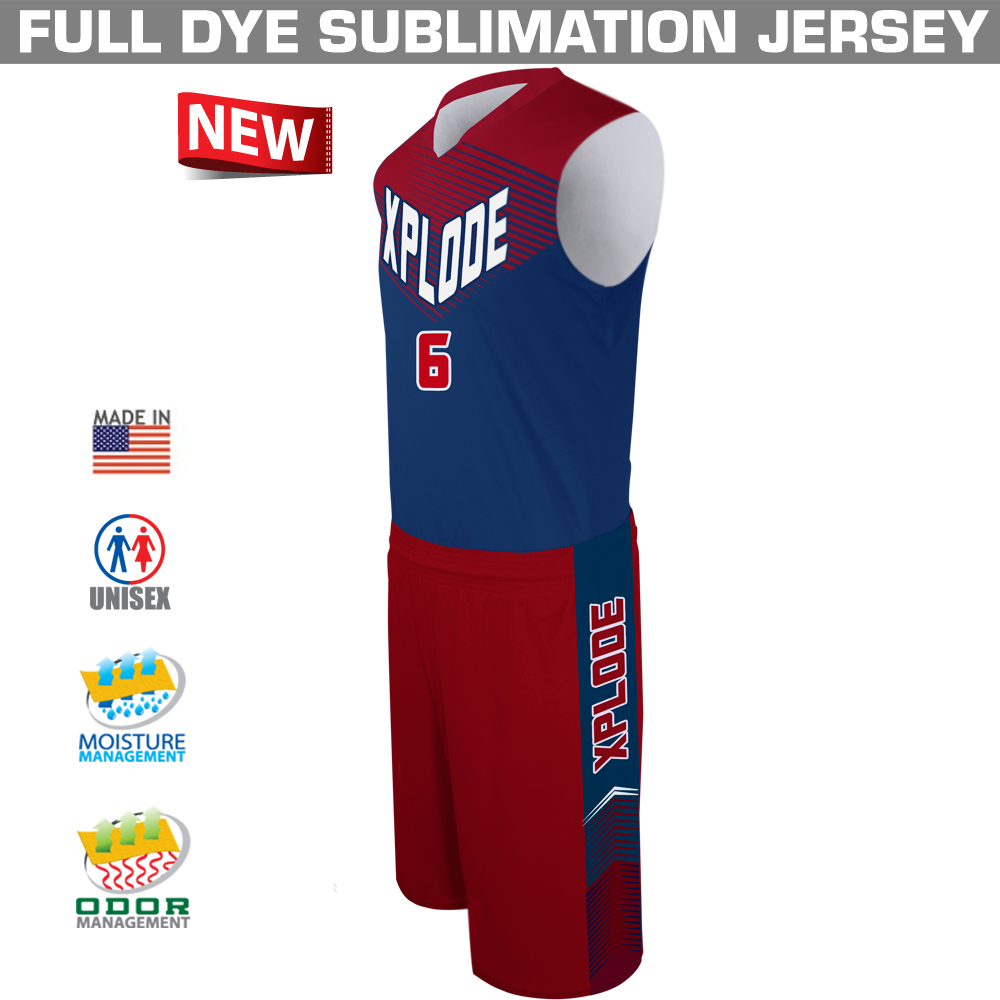 FULL DYE SUBLIMATION JERSEY
NEW
XPLODE
6
MADE IN
UNISEX
XPLODE
MOISTURE
MANAGEMENT
ODOR
MANAGEMENT